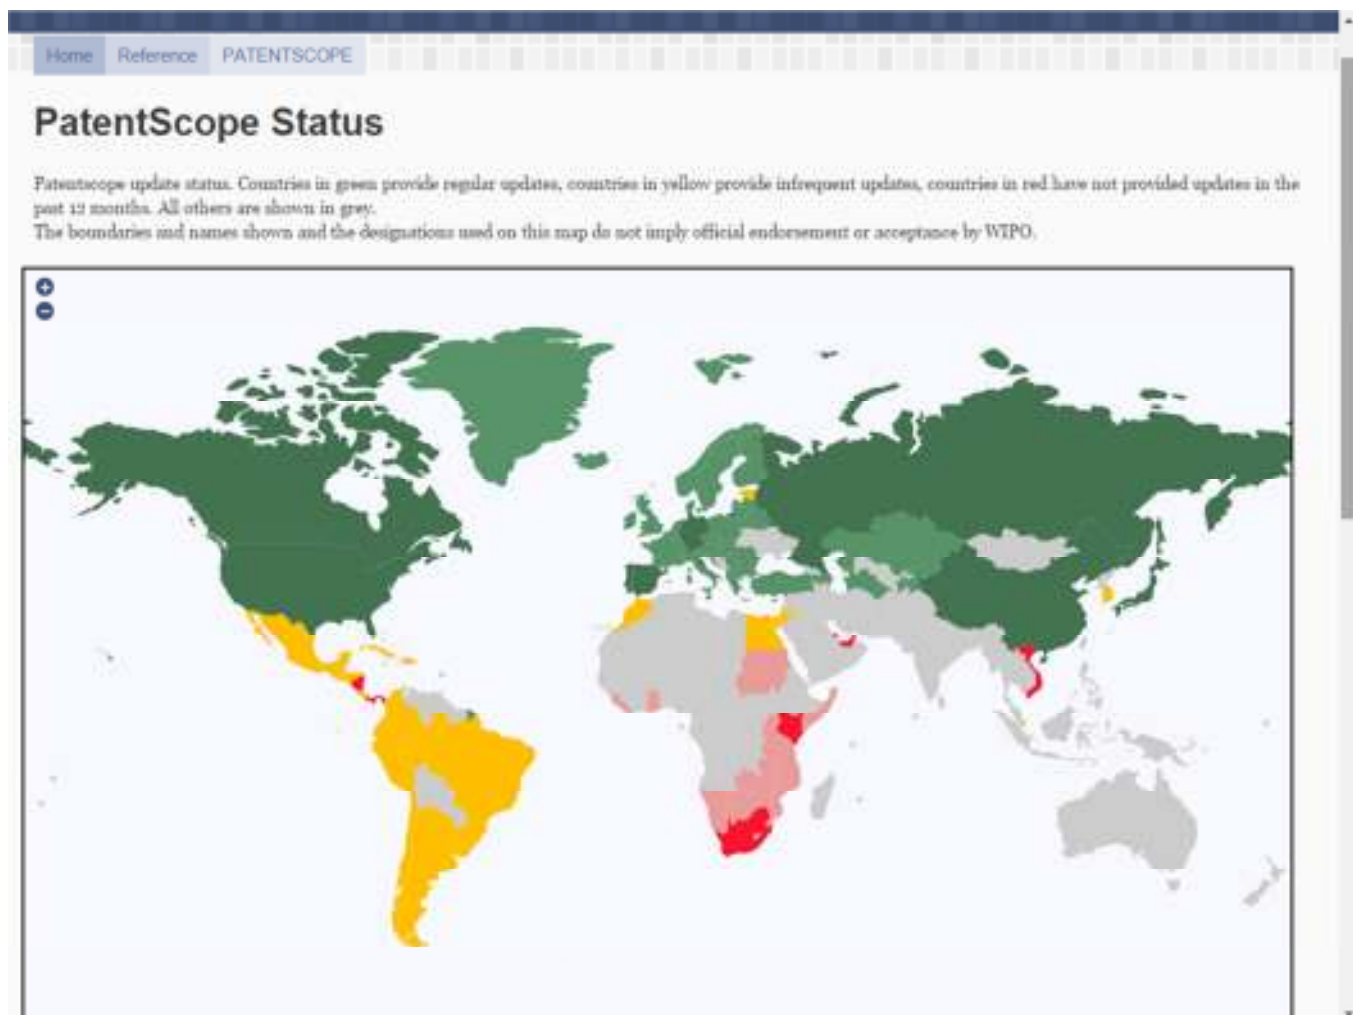 Home Reference PATENTSCOPE
PatentScope Status
Patentscope update status. Countries in green provide regular updates, countries in yellow provide infrequent updates, countries in red have not provided updates in the
past 12 months. All others are shown in grey.
The boundaries and names shown and the designations used on this map do not imply official endorsement or acceptance by WIPO.